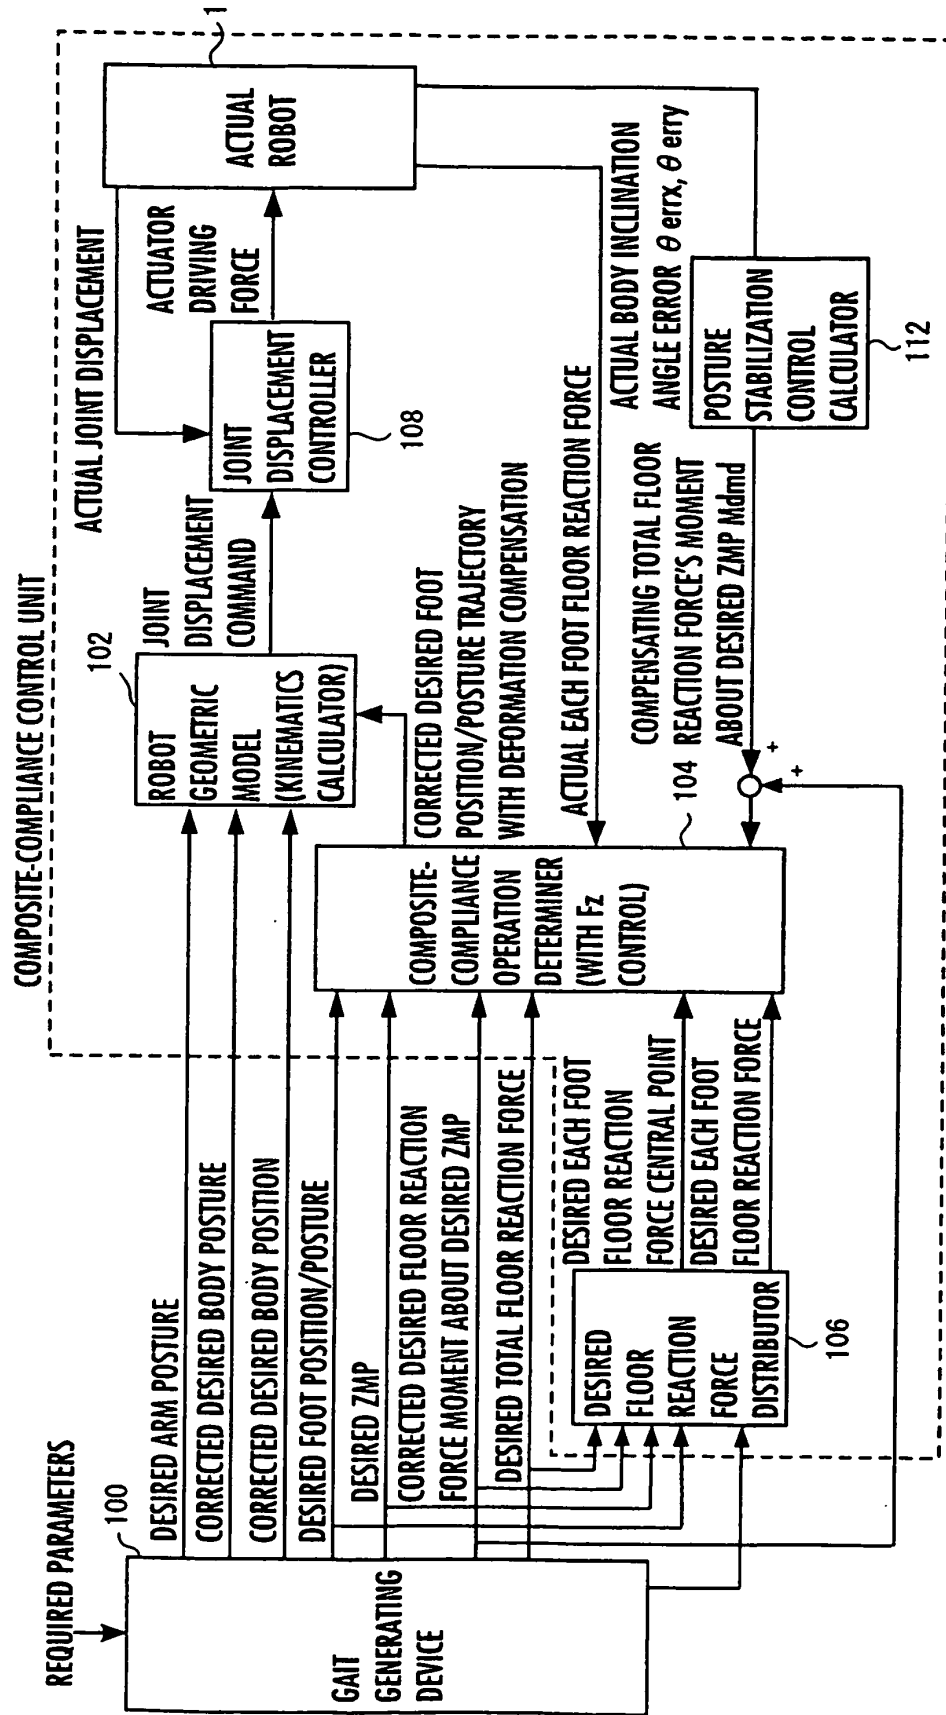 REQUIRED PARAMETERS
100
GAIT
GENERATING
DEVICE
DESIRED ARM POSTURE
CORRECTED DESIRED BODY POSTURE
CORRECTED DESIRED BODY POSITION
DESIRED FOOT POSITION/POSTURE
DESIRED ZMP
CORRECTED DESIRED FLOOR REACTION
FORCE MOMENT ABOUT DESIRED ZMP
DESIRED TOTAL FLOOR REACTION FORCE
DESIRED
FLOOR
REACTION
FORCE
DISTRIBUTOR
106
DESIRED EACH FOOT
FLOOR REACTION
FORCE CENTRAL POINT
DESIRED EACH FOOT
FLOOR REACTION FORCE
COMPOSITE-COMPLIANCE CONTROL UNIT
102
ROBOT
GEOMETRIC
MODEL
(KINEMATICS
CALCULATOR)
COMPOSITE-
COMPLIANCE
OPERATION
DETERMINER
(WITH Fz
CONTROL)
104
JOINT
DISPLACEMENT
COMMAND
CORRECTED DESIRED FOOT
POSITION/POSTURE TRAJECTORY
WITH DEFORMATION COMPENSATION
ACTUAL EACH FOOT FLOOR REACTION FORCE
COMPENSATING TOTAL FLOOR
REACTION FORCE'S MOMENT
ABOUT DESIRED ZMP Mdmd
+
+
ACTUAL JOINT DISPLACEMENT
JOINT
DISPLACEMENT
CONTROLLER
108
ACTUATOR
DRIVING
FORCE
ACTUAL
ROBOT
1
ACTUAL BODY INCLINATION
ANGLE ERROR θ errx, θ erry
POSTURE
STABILIZATION
CONTROL
CALCULATOR
112